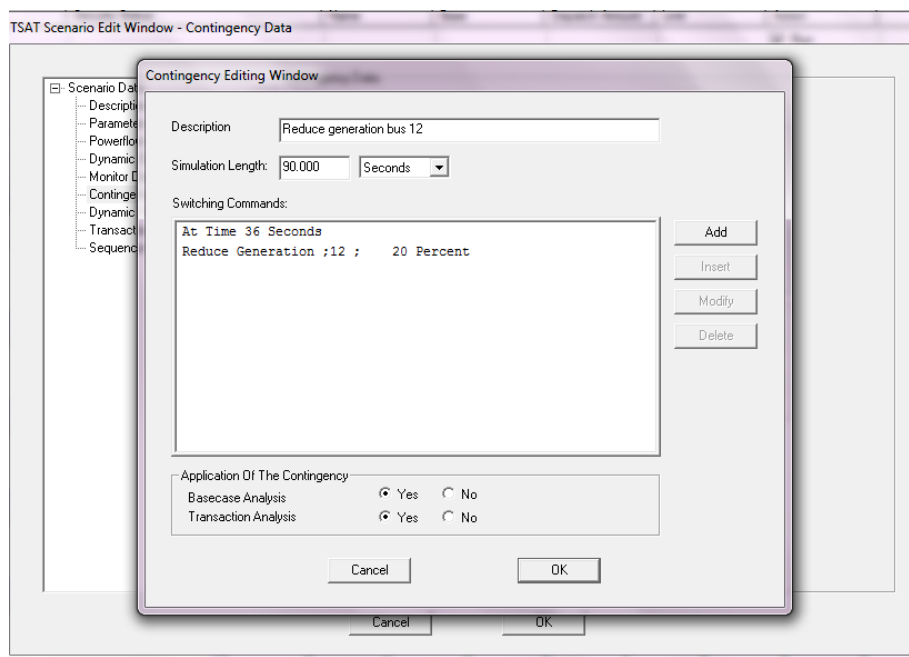 TSAT Scenario Edit Window - Contingency Data
Contingency Editing Window
Scenario Dat
Descripti
Paramete
Powerflo
Dynamic
Monitor D
Continge
Dynamic
Transact
Sequenc
Description
Reduce generation bus 12
Simulation Length:
90.000
Seconds
Switching Commands:
At Time 36 Seconds
Reduce Generation ;12 ; 20 Percent
Add
Insert
Modify
Delete
Application Of The Contingency
Basecase Analysis Yes No
Transaction Analysis Yes No
Cancel OK
Cancel OK